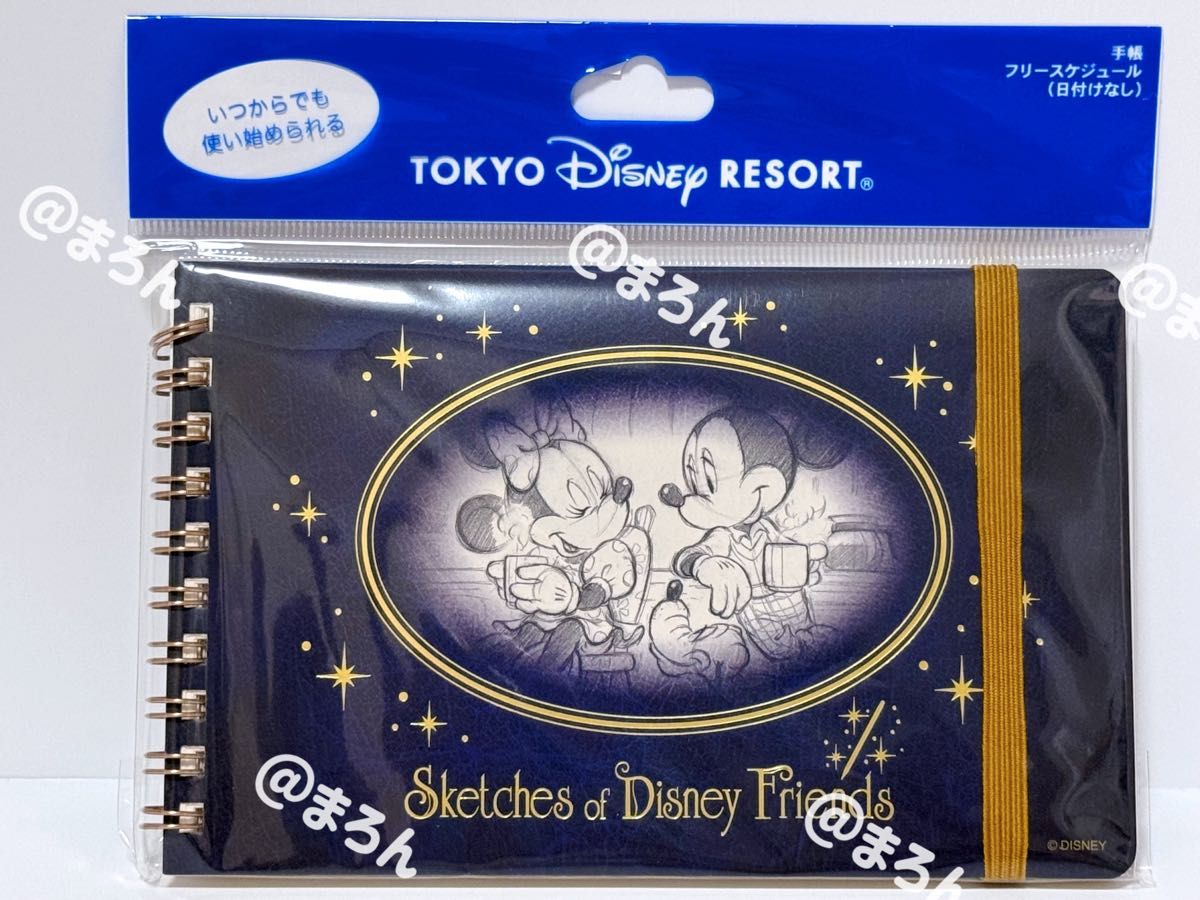 いつからでも
使い始められる
手帳
フリースケジュール
(日付けなし)
TOKYO Disney RESORT®
@まろん
@まろん
@ま
Sketches of Disney Friends
@まろん
@まろん
© DISNEY